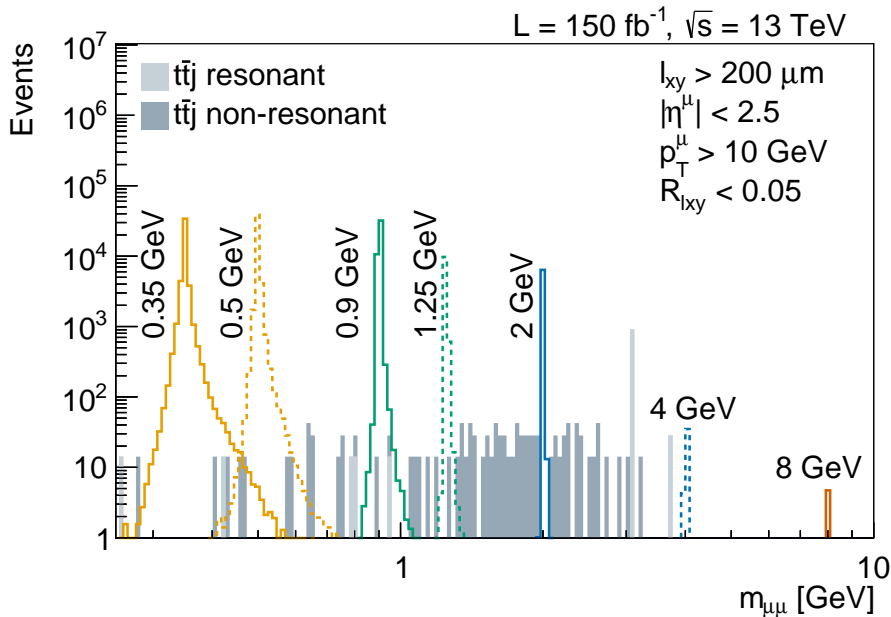 L = 150 fb⁻¹, √s = 13 TeV
Events
10⁷
10⁶
10⁵
10⁴
10³
10²
10
1
tt̄j resonant
tt̄j non-resonant
l_xy > 200 μm
|η^μ| < 2.5
p_T^μ > 10 GeV
R_lxy < 0.05
0.35 GeV
0.5 GeV
0.9 GeV
1.25 GeV
2 GeV
4 GeV
8 GeV
1
10
m_μμ [GeV]